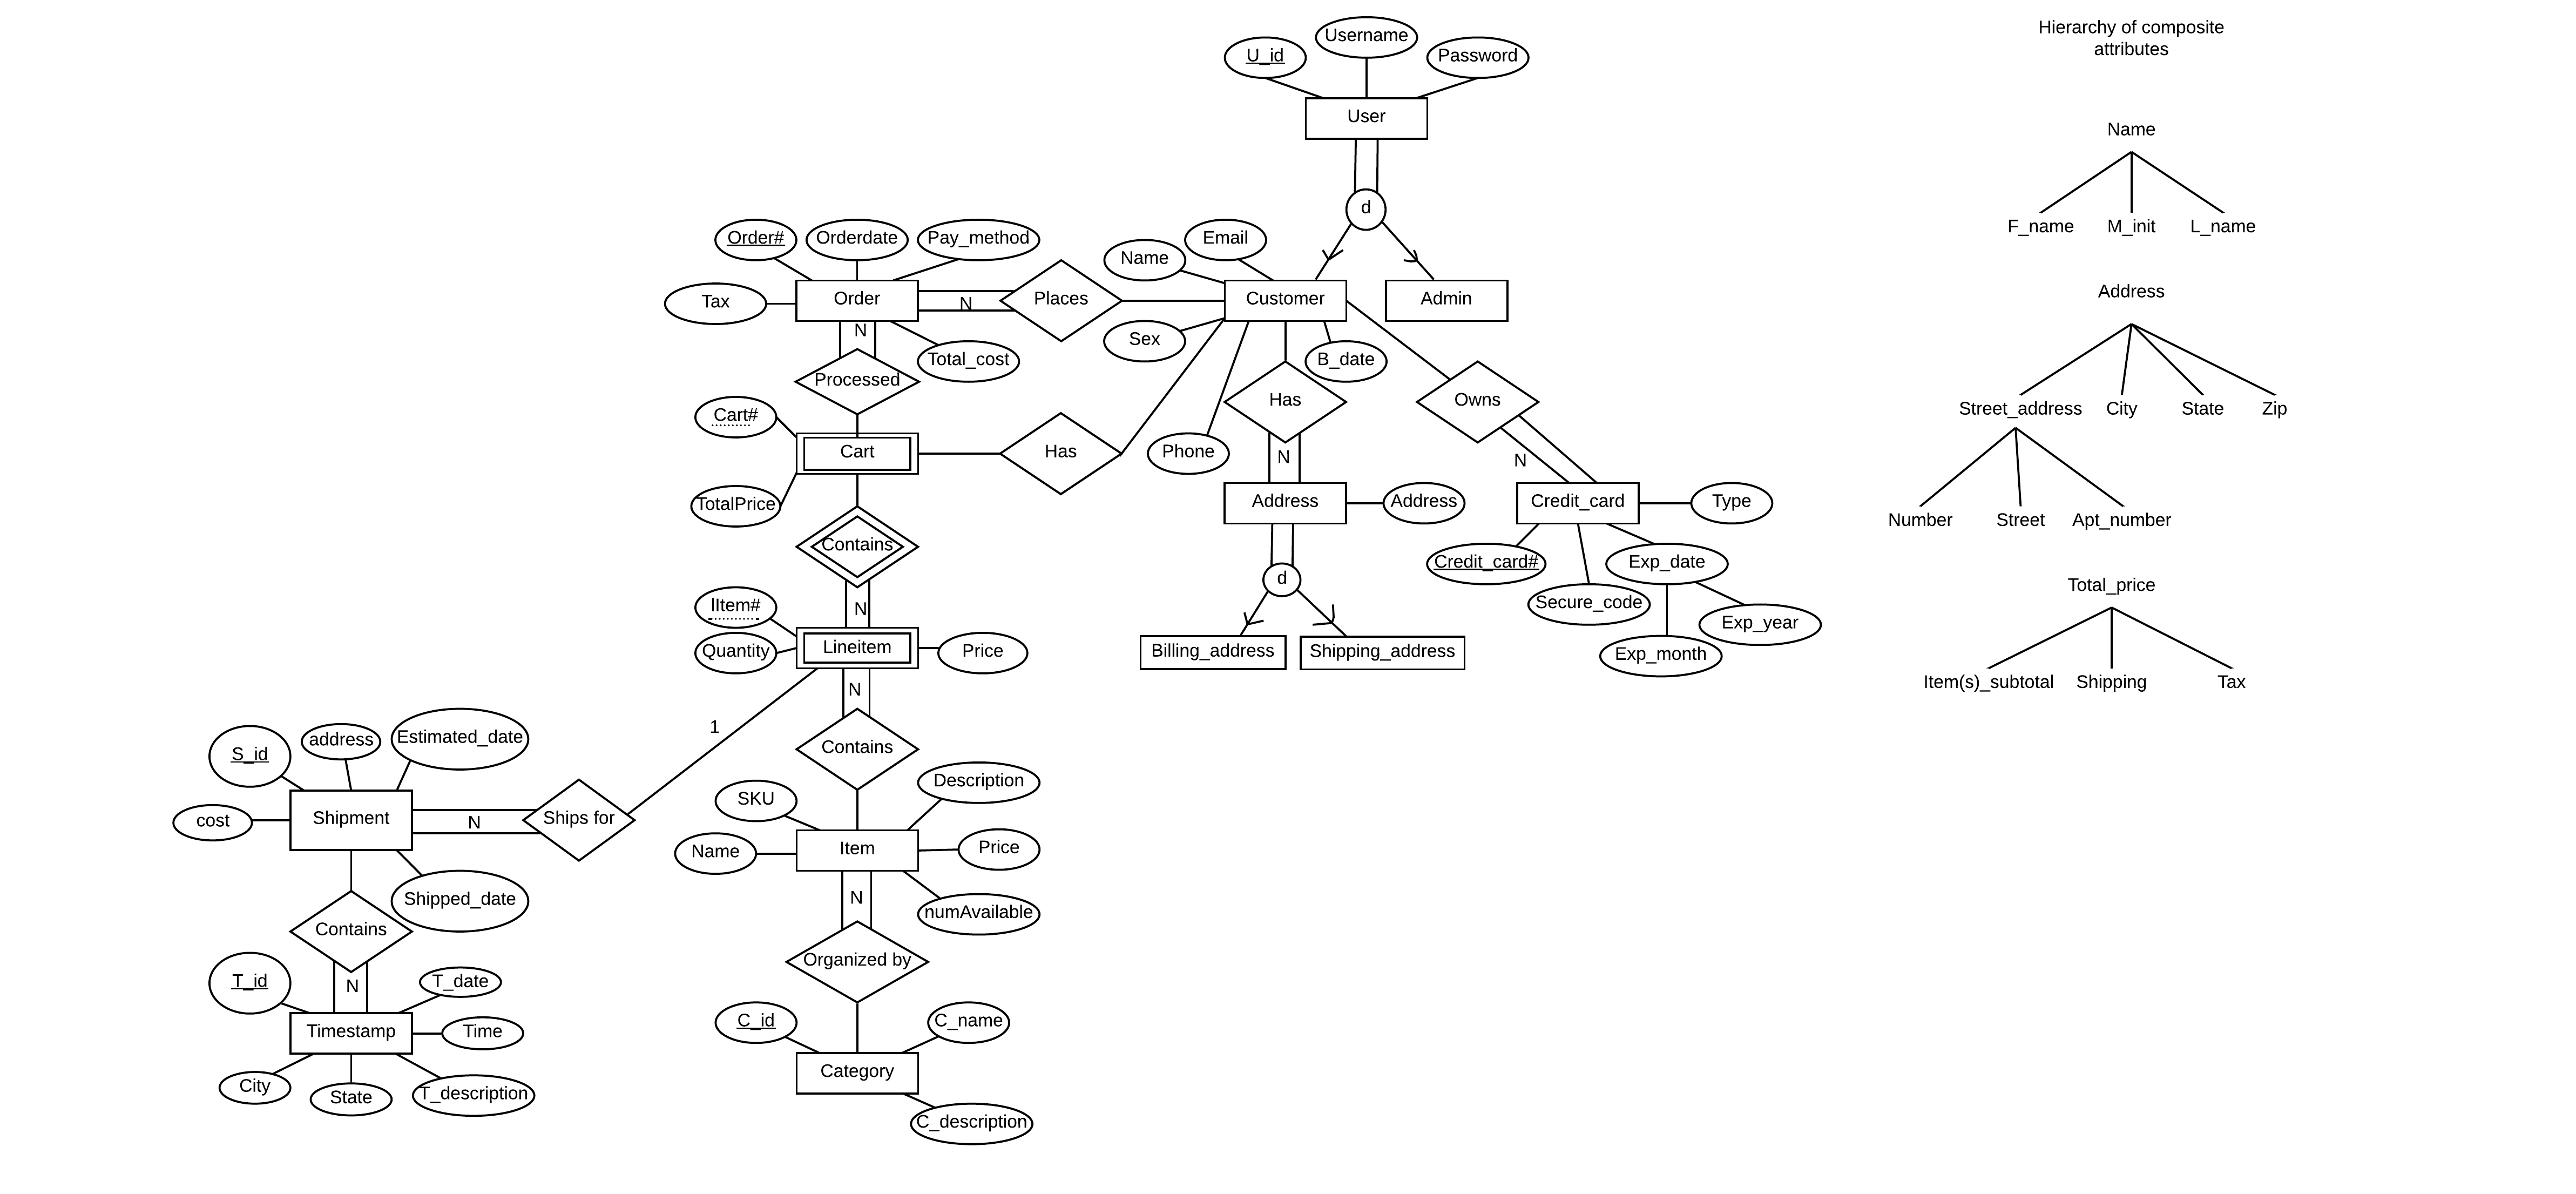 Hierarchy of composite
attributes
Username
U_id
Password
User
Name
d
F_name
M_init
L_name
Order#
Orderdate
Pay_method
Email
Name
Tax
Order
N
Places
Customer
Admin
Address
N
Sex
Total_cost
B_date
Processed
Has
Owns
Street_address
City
State
Zip
Cart#
Cart
Has
Phone
N
N
TotalPrice
Address
Address
Credit_card
Type
Number
Street
Apt_number
Contains
Credit_card#
Exp_date
d
Secure_code
Exp_year
Total_price
IItem#
N
Quantity
Lineitem
Price
Billing_address
Shipping_address
Exp_month
N
Item(s)_subtotal
Shipping
Tax
1
S_id
address
Estimated_date
Contains
SKU
Description
cost
Shipment
N
Ships for
Name
Item
Price
Shipped_date
N
numAvailable
Contains
Organized by
T_id
N
T_date
C_id
C_name
Timestamp
Time
Category
City
State
T_description
C_description